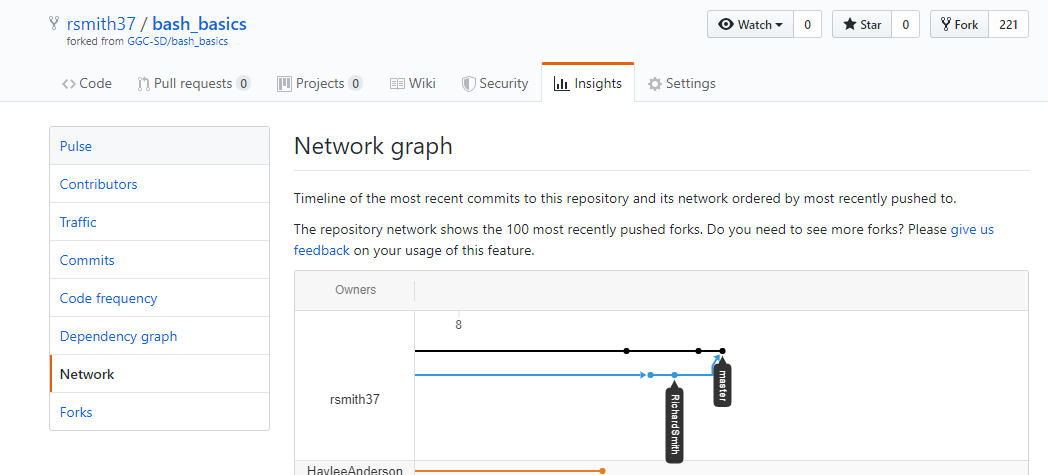 rsmith37 / bash_basics
forked from GGC-SD/bash_basics
Watch 0 Star 0 Fork 221
Code Pull requests 0 Projects 0 Wiki Security Insights Settings
Pulse
Contributors
Traffic
Commits
Code frequency
Dependency graph
Network
Forks
Network graph
Timeline of the most recent commits to this repository and its network ordered by most recently pushed to.
The repository network shows the 100 most recently pushed forks. Do you need to see more forks? Please give us
feedback on your usage of this feature.
Owners
8
rsmith37
master
RichardSmith
HayleeAnderson